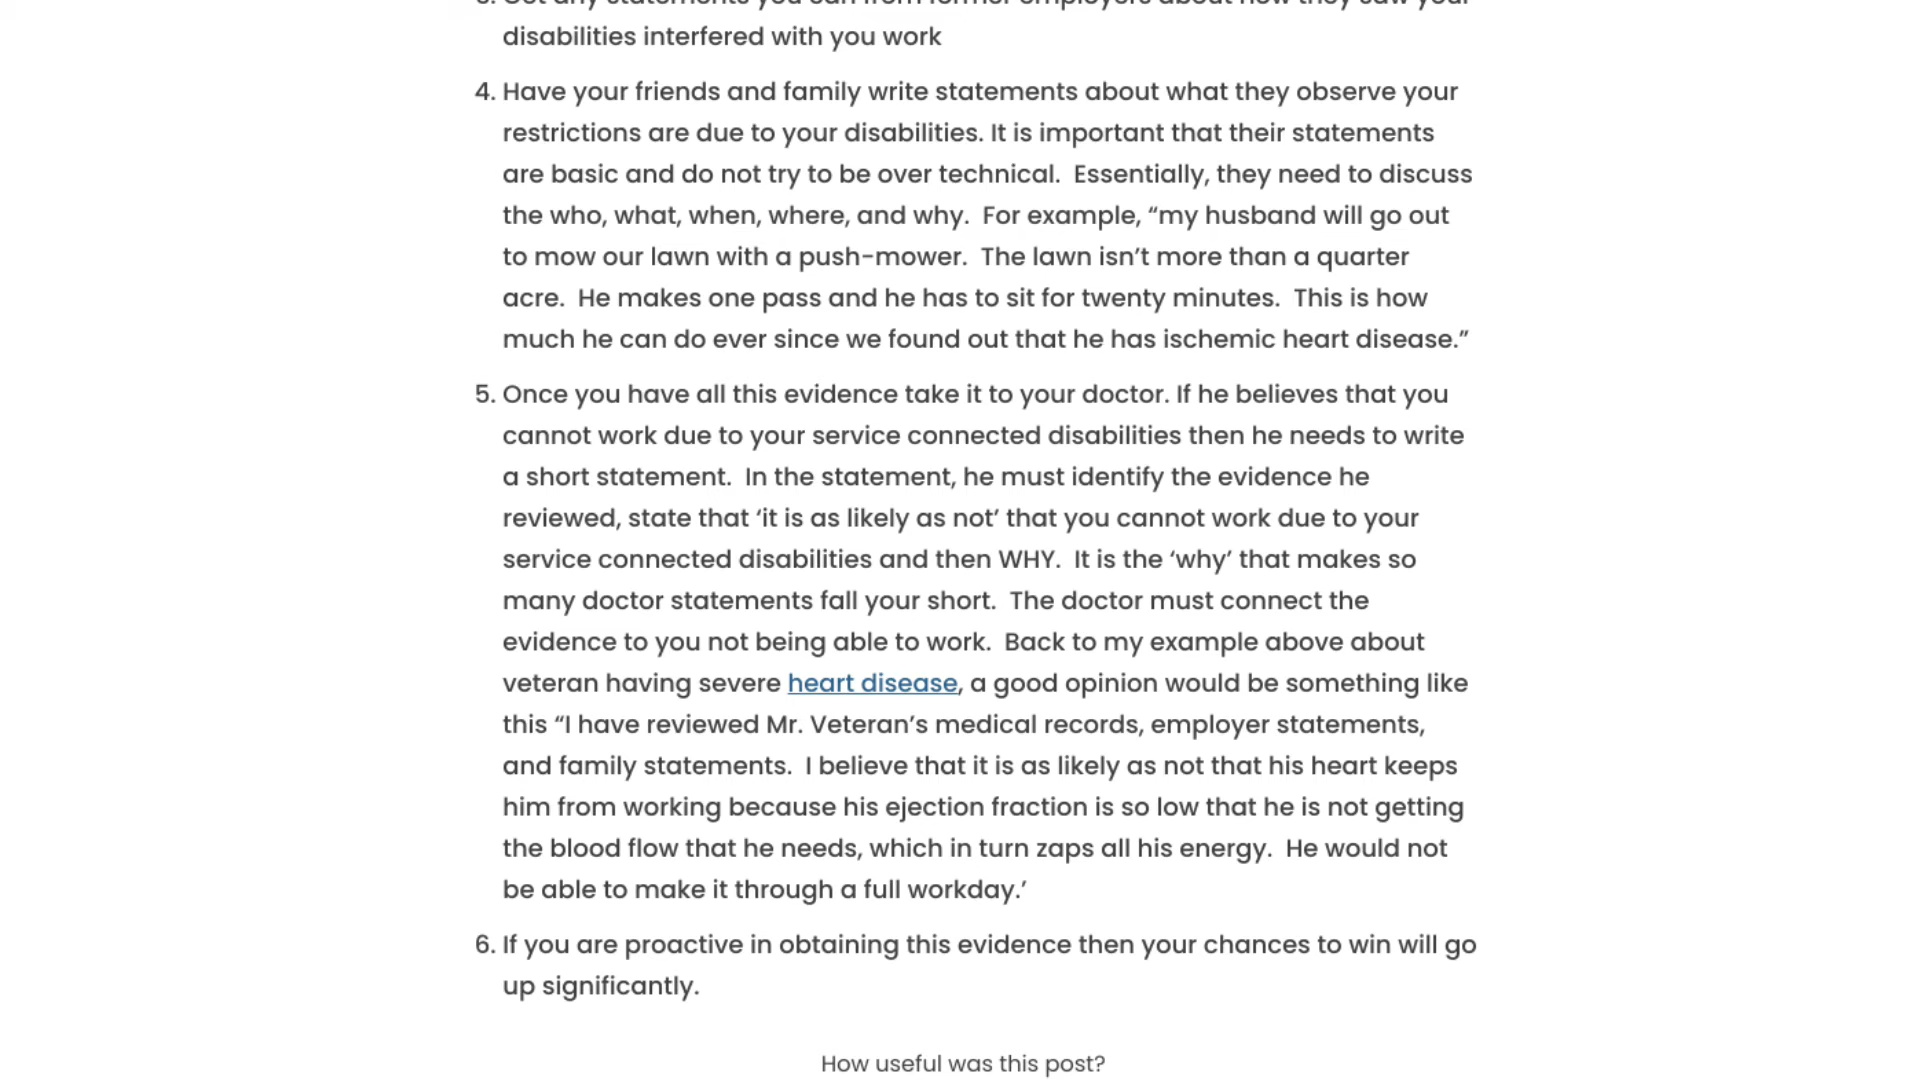 3. Get any statements you can from former employers about how they saw your
disabilities interfered with you work
4. Have your friends and family write statements about what they observe your
restrictions are due to your disabilities. It is important that their statements
are basic and do not try to be over technical.  Essentially, they need to discuss
the who, what, when, where, and why.  For example, “my husband will go out
to mow our lawn with a push-mower.  The lawn isn’t more than a quarter
acre.  He makes one pass and he has to sit for twenty minutes.  This is how
much he can do ever since we found out that he has ischemic heart disease.”
5. Once you have all this evidence take it to your doctor. If he believes that you
cannot work due to your service connected disabilities then he needs to write
a short statement.  In the statement, he must identify the evidence he
reviewed, state that ‘it is as likely as not’ that you cannot work due to your
service connected disabilities and then WHY.  It is the ‘why’ that makes so
many doctor statements fall your short.  The doctor must connect the
evidence to you not being able to work.  Back to my example above about
veteran having severe heart disease, a good opinion would be something like
this “I have reviewed Mr. Veteran’s medical records, employer statements,
and family statements.  I believe that it is as likely as not that his heart keeps
him from working because his ejection fraction is so low that he is not getting
the blood flow that he needs, which in turn zaps all his energy.  He would not
be able to make it through a full workday.’
6. If you are proactive in obtaining this evidence then your chances to win will go
up significantly.
How useful was this post?